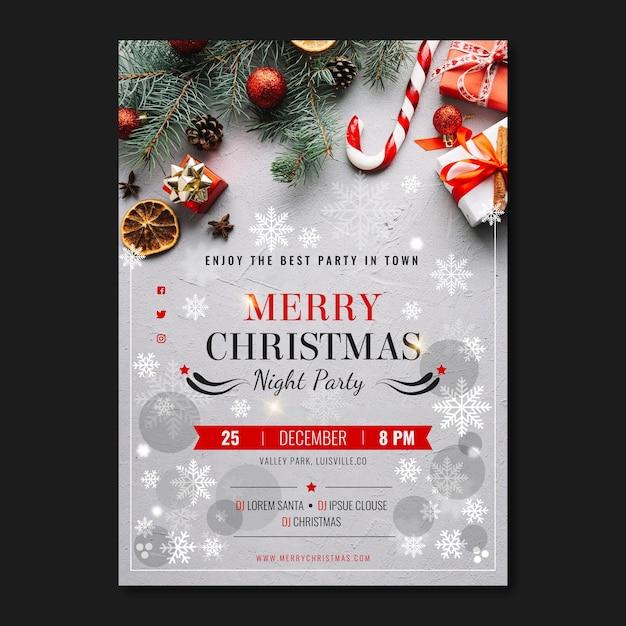 ENJOY THE BEST PARTY IN TOWN
MERRY
CHRISTMAS
Night Party
25 | DECEMBER | 8 PM
VALLEY PARK, LUISVILLE.CO
DJ LOREM SANTA • DJ IPSUE CLOUSE
DJ CHRISTMAS
WWW.MERRYCHRISTMAS.COM